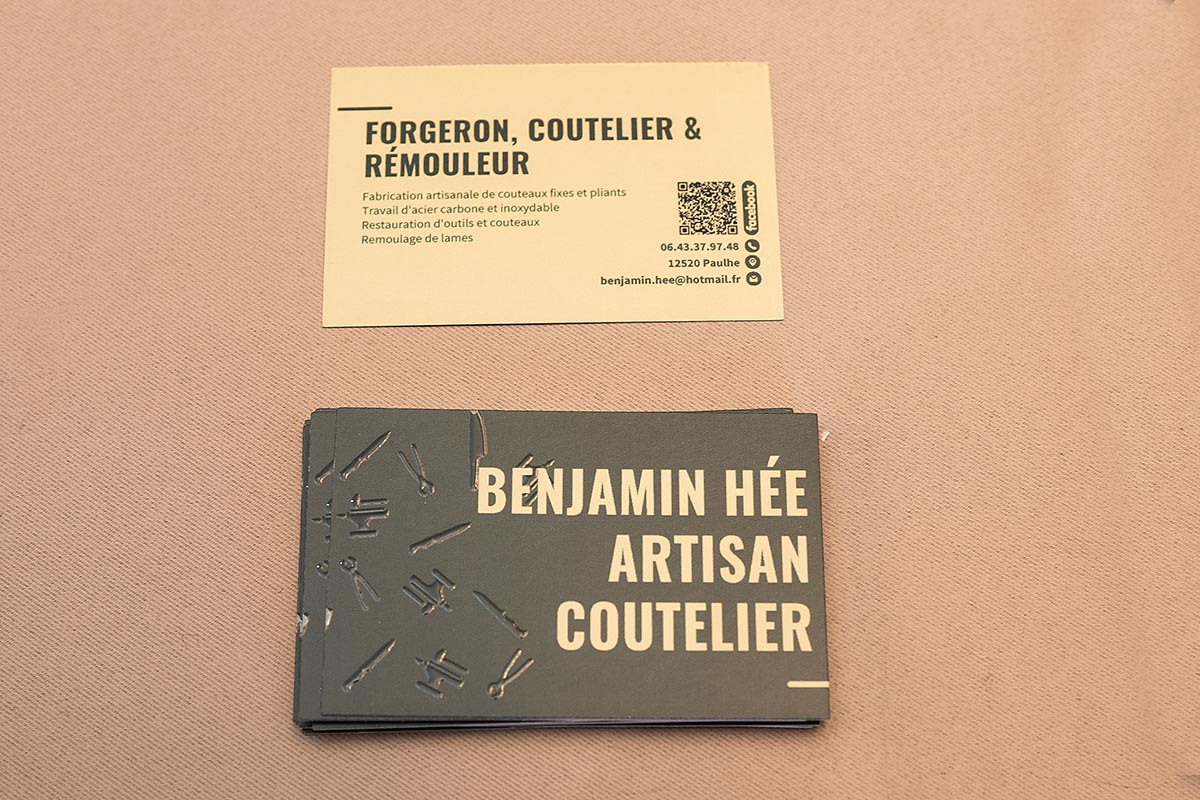 FORGERON, COUTELIER &
RÉMOULEUR
Fabrication artisanale de couteaux fixes et pliants
Travail d'acier carbone et inoxydable
Restauration d'outils et couteaux
Remoulage de lames
facebook
06.43.37.97.48
12520 Paulhe
benjamin.hee@hotmail.fr
BENJAMIN HÉE
ARTISAN
COUTELIER